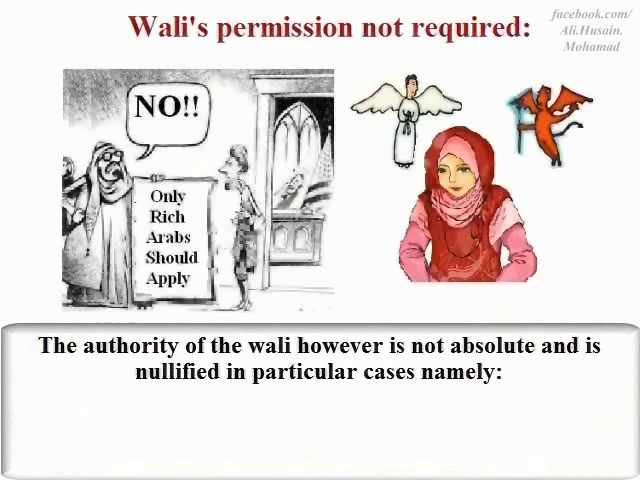 Wali's permission not required:
facebook.com/
Ali.Husain.
Mohamad
NO!!
Only
Rich
Arabs
Should
Apply
The authority of the wali however is not absolute and is
nullified in particular cases namely: